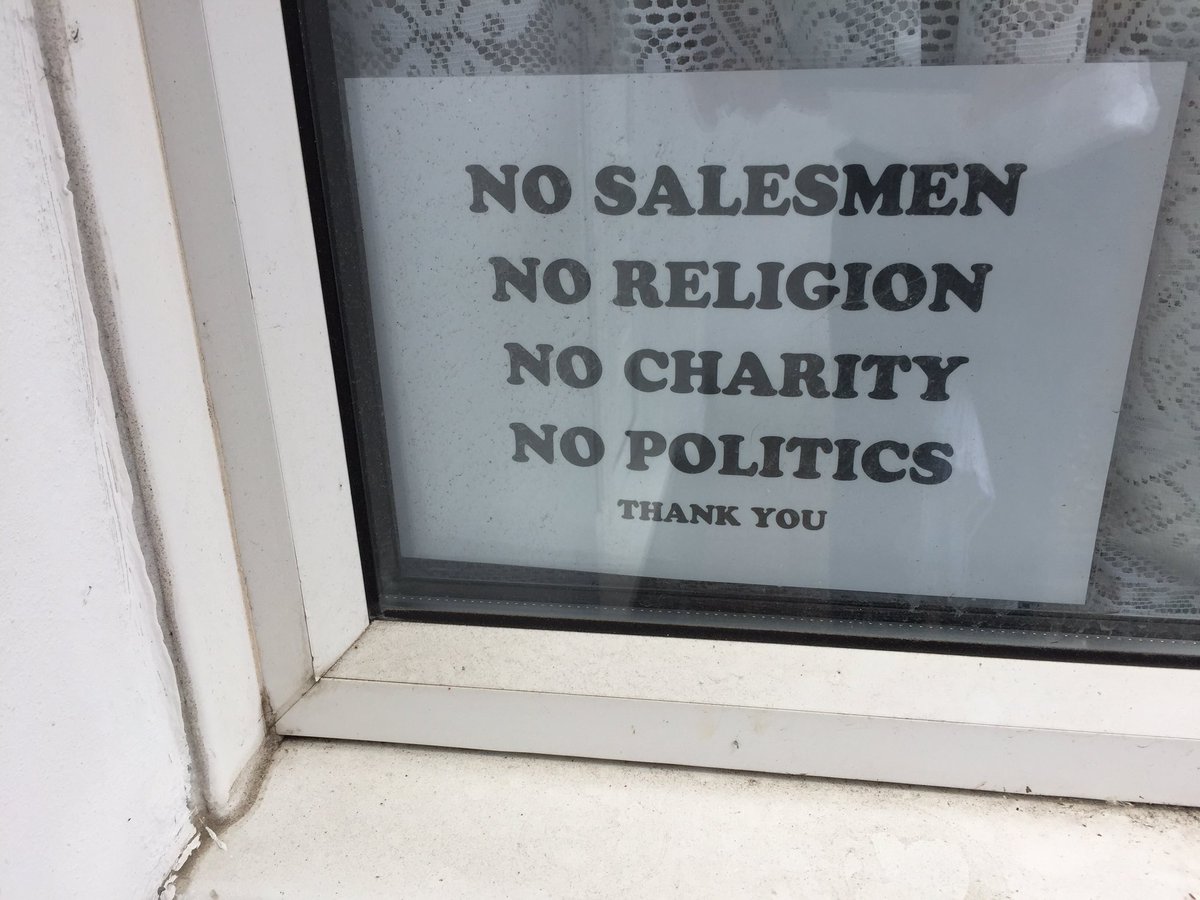 NO SALESMEN
NO RELIGION
NO CHARITY
NO POLITICS
THANK YOU